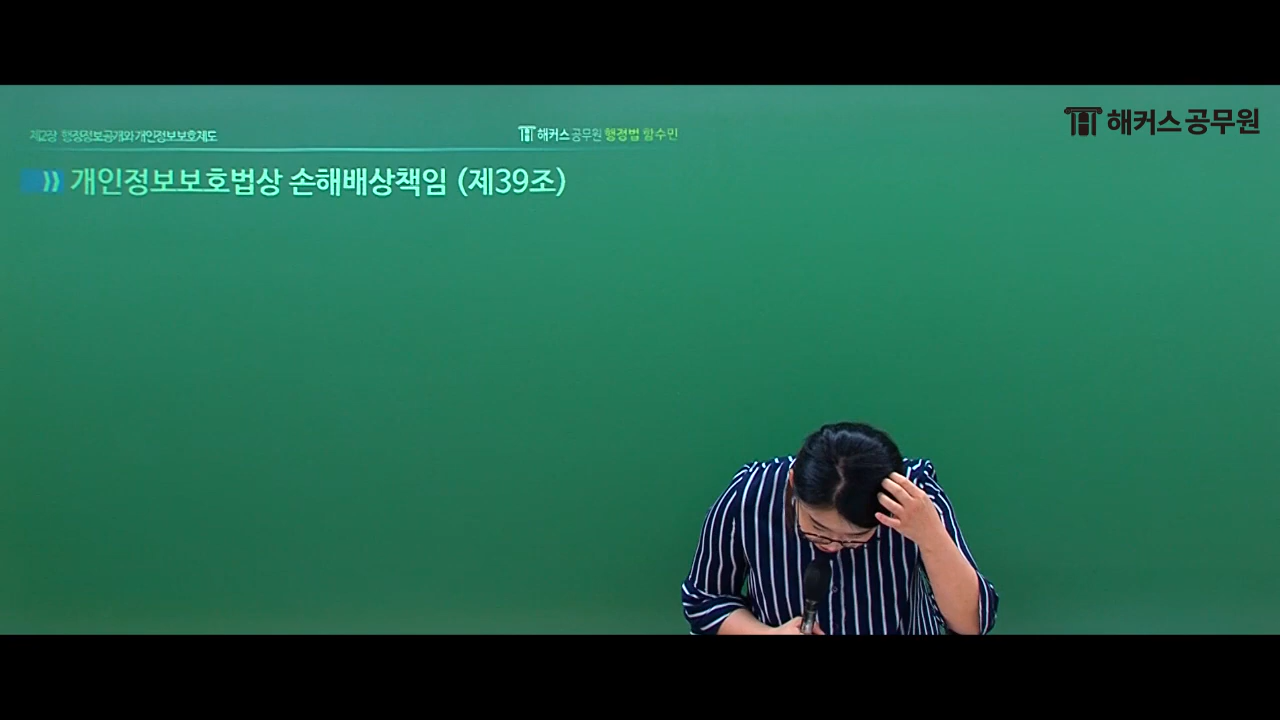 제2장 행정정보공개와 개인정보보호제도
해커스공무원 행정법 함수민
해커스공무원
개인정보보호법상 손해배상책임 (제39조)